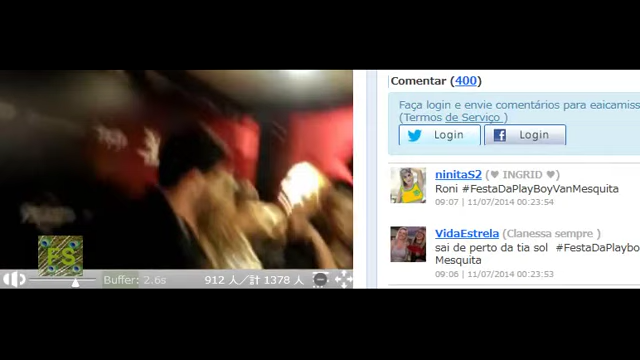 FS
Buffer: 2.6s
912 人／計 1378 人
Comentar (400)
Faça login e envie comentários para eaicamiss
(Termos de Serviço )
Login
Login
ninitaS2 (♥ INGRID ♥)
Roni #FestaDaPlayBoyVanMesquita
09:07 | 11/07/2014 00:23:54
VidaEstrela (Clanessa sempre )
sai de perto da tia sol #FestaDaPlaybo
Mesquita
09:06 | 11/07/2014 00:23:53